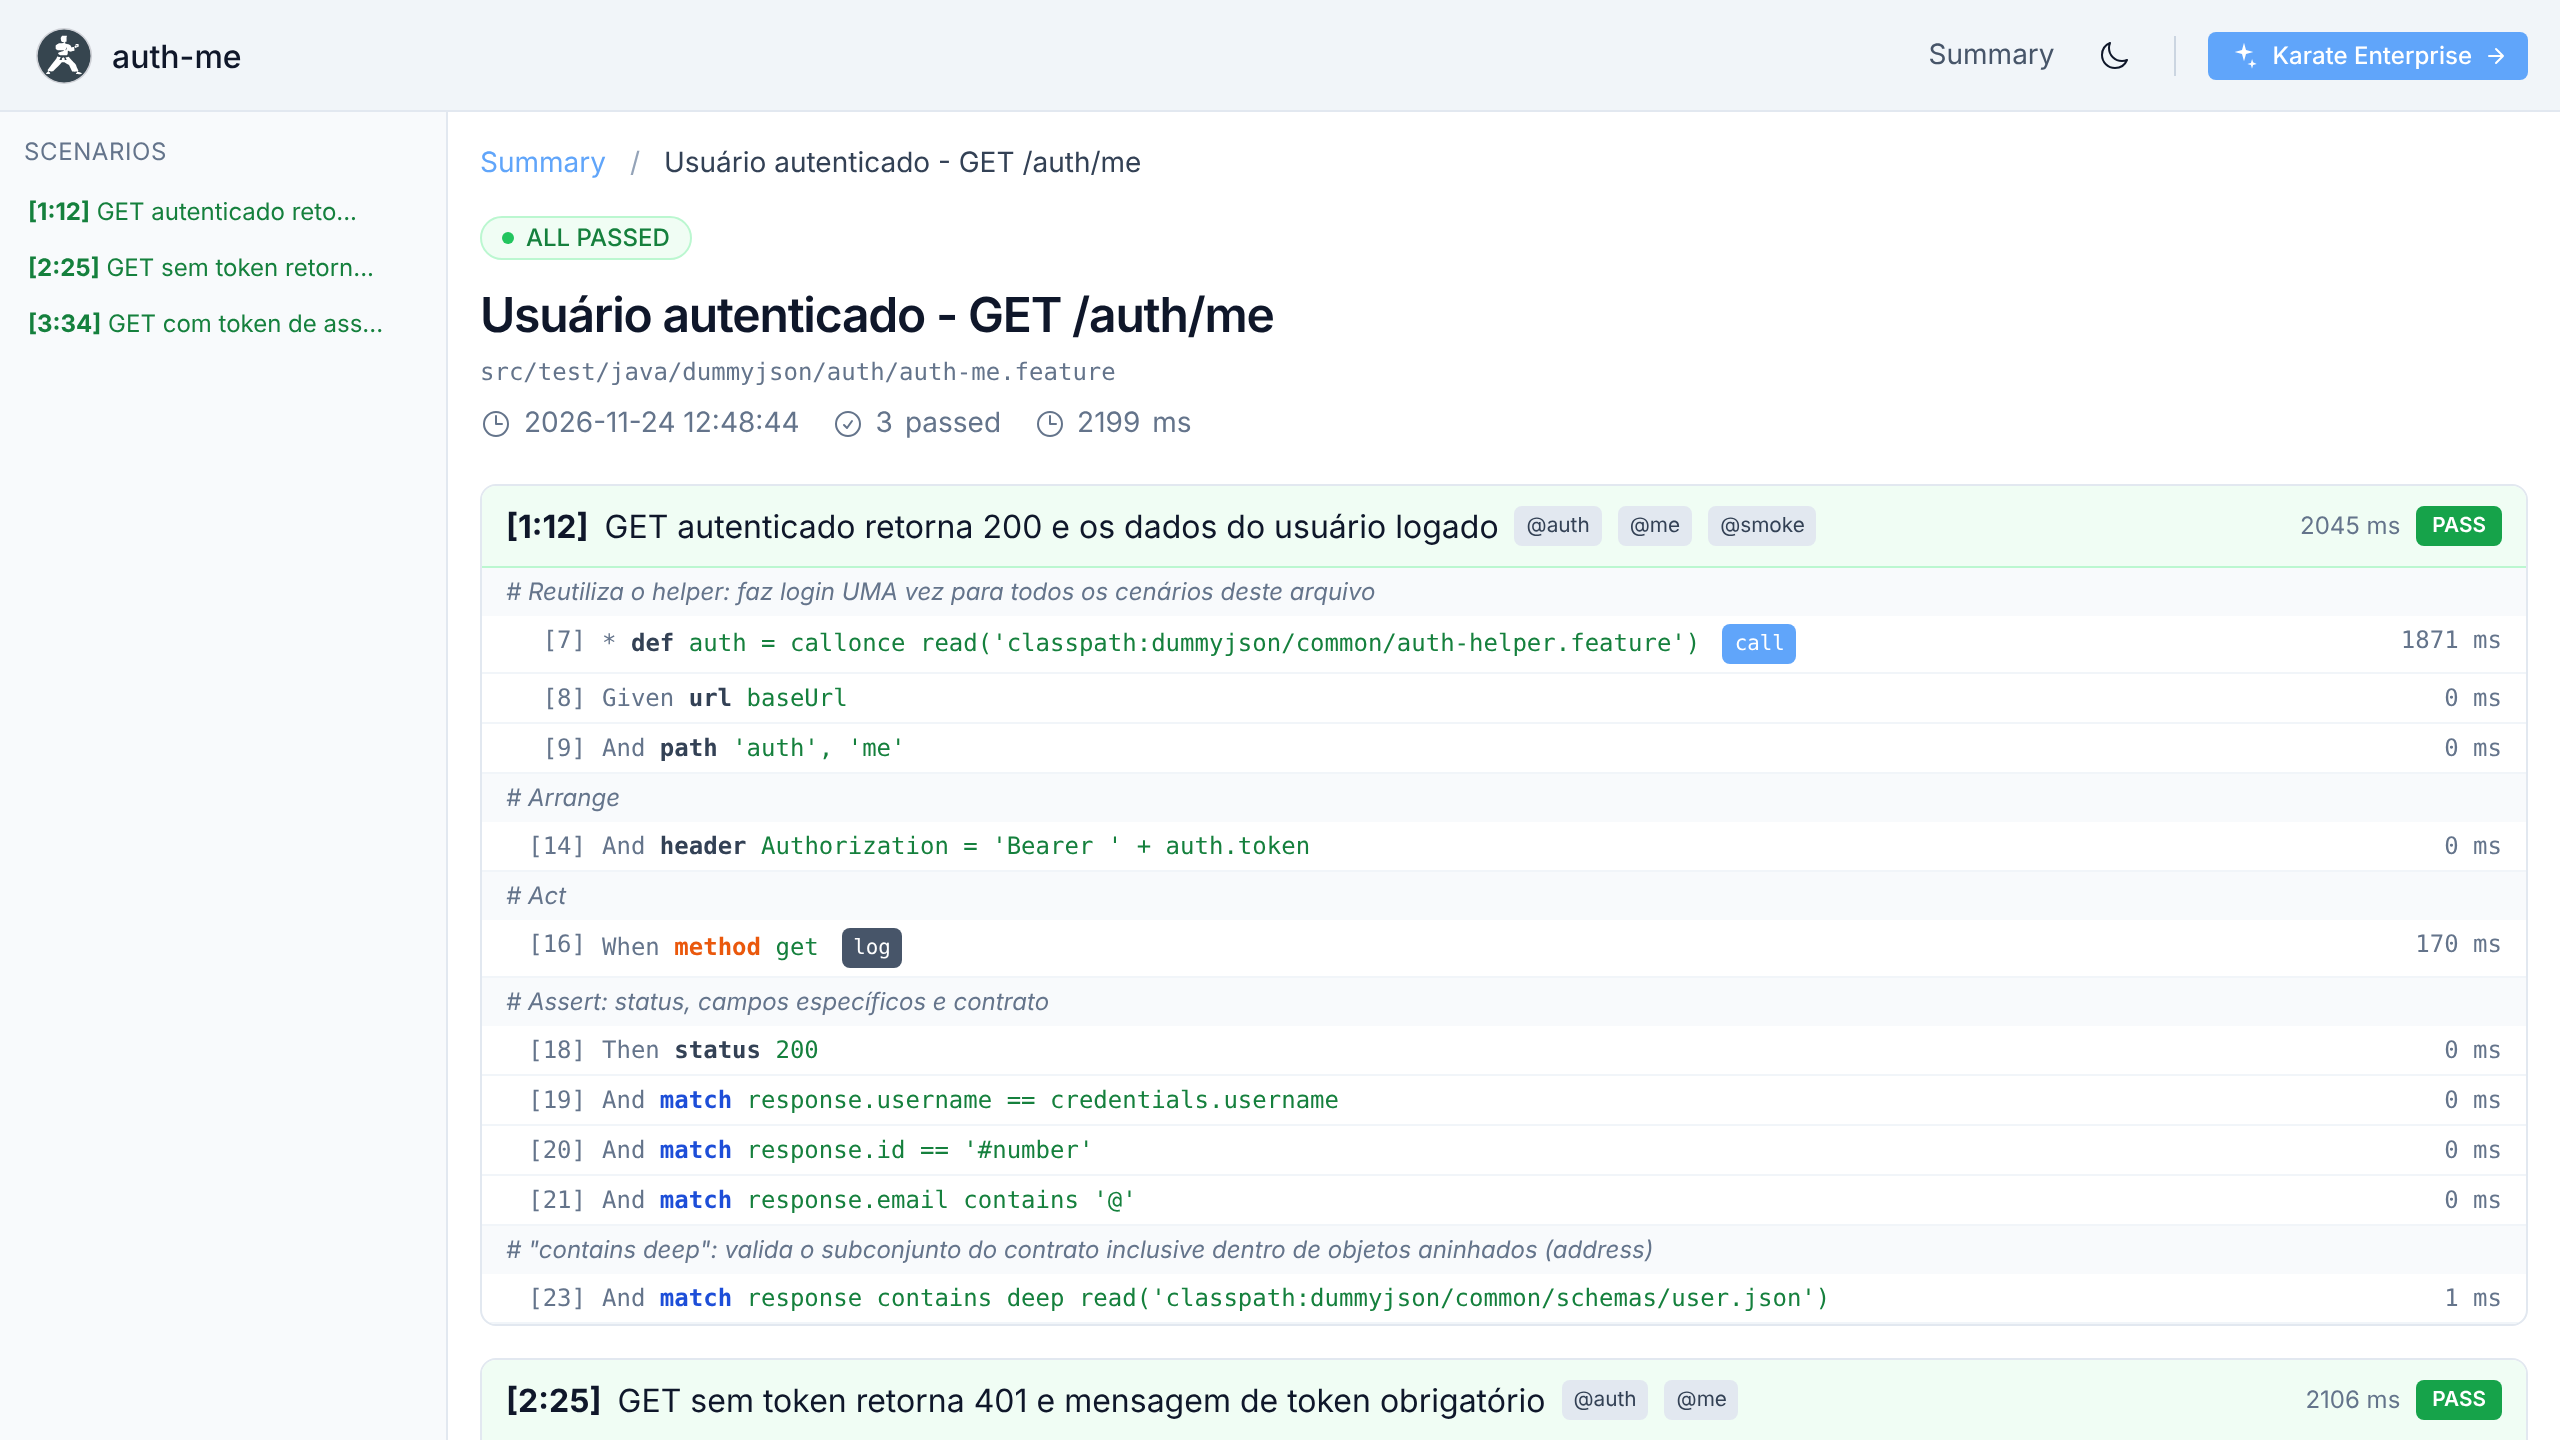 auth-me
Summary
Karate Enterprise →
SCENARIOS
[1:12] GET autenticado reto...
[2:25] GET sem token retorn...
[3:34] GET com token de ass...
Summary / Usuário autenticado - GET /auth/me
ALL PASSED
Usuário autenticado - GET /auth/me
src/test/java/dummyjson/auth/auth-me.feature
2026-11-24 12:48:44 3 passed 2199 ms
[1:12] GET autenticado retorna 200 e os dados do usuário logado @auth @me @smoke 2045 ms PASS
# Reutiliza o helper: faz login UMA vez para todos os cenários deste arquivo
[7] * def auth = callonce read('classpath:dummyjson/common/auth-helper.feature') call 1871 ms
[8] Given url baseUrl 0 ms
[9] And path 'auth', 'me' 0 ms
# Arrange
[14] And header Authorization = 'Bearer ' + auth.token 0 ms
# Act
[16] When method get log 170 ms
# Assert: status, campos específicos e contrato
[18] Then status 200 0 ms
[19] And match response.username == credentials.username 0 ms
[20] And match response.id == '#number' 0 ms
[21] And match response.email contains '@' 0 ms
# "contains deep": valida o subconjunto do contrato inclusive dentro de objetos aninhados (address)
[23] And match response contains deep read('classpath:dummyjson/common/schemas/user.json') 1 ms
[2:25] GET sem token retorna 401 e mensagem de token obrigatório @auth @me 2106 ms PASS